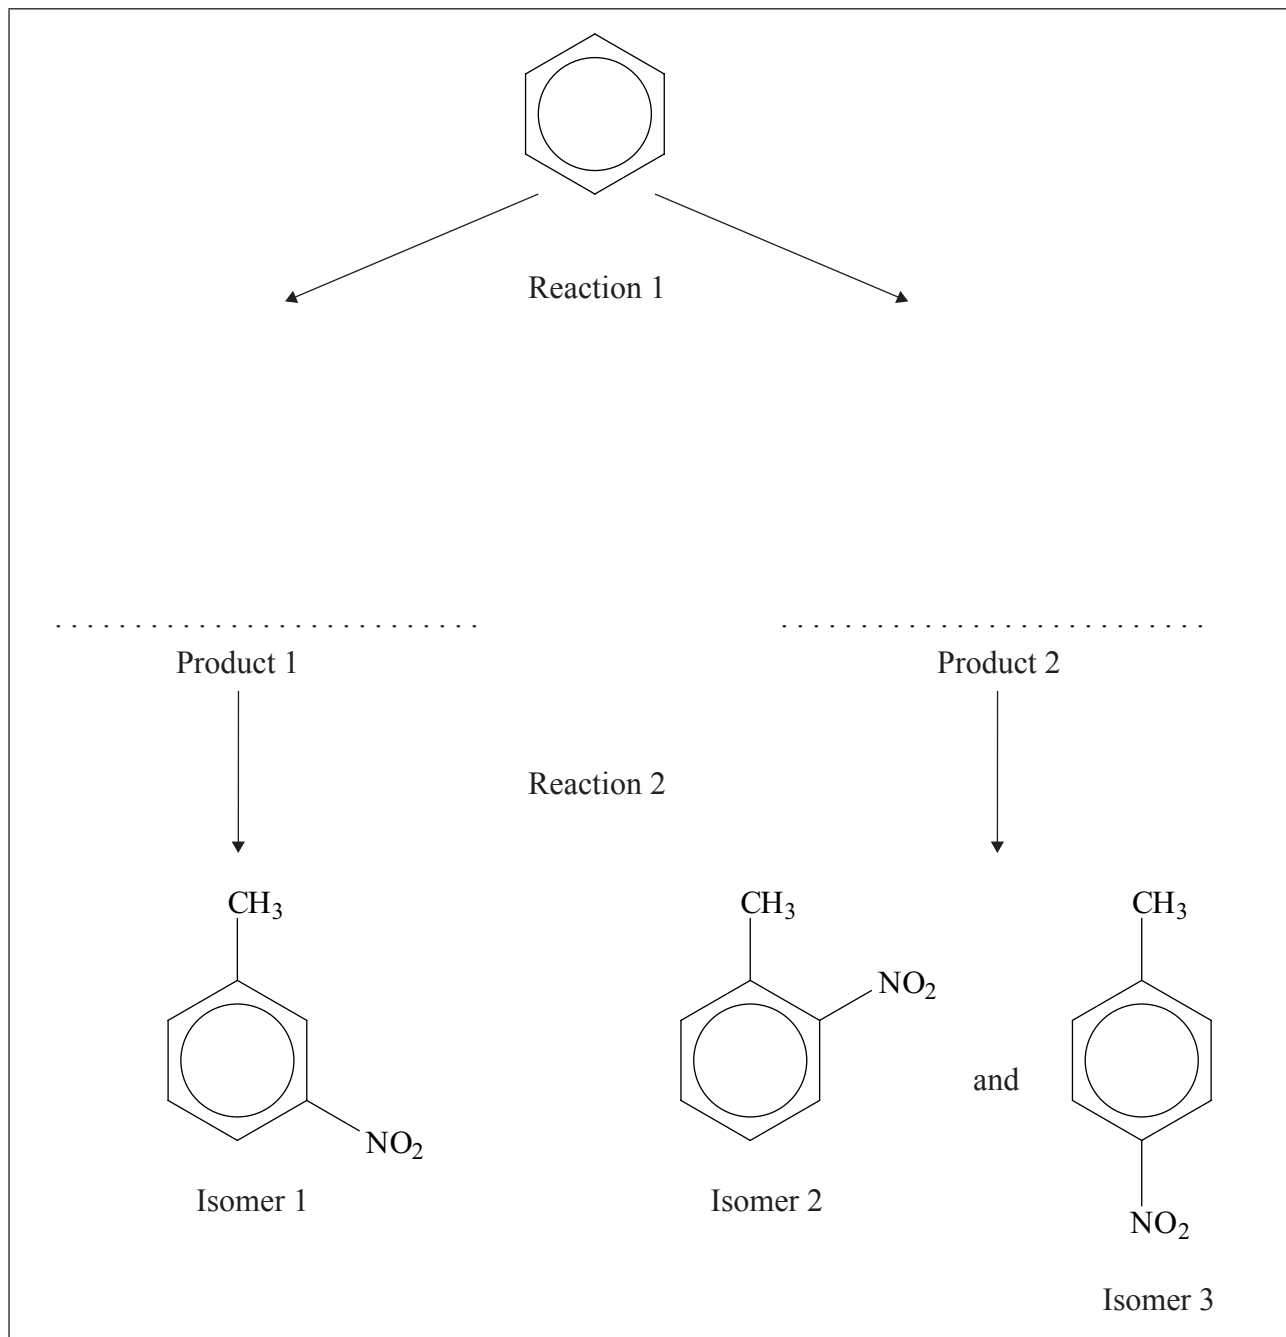 Reaction 1
Product 1
Product 2
Reaction 2
CH₃
CH₃
CH₃
NO₂
and
NO₂
Isomer 1
Isomer 2
NO₂
Isomer 3